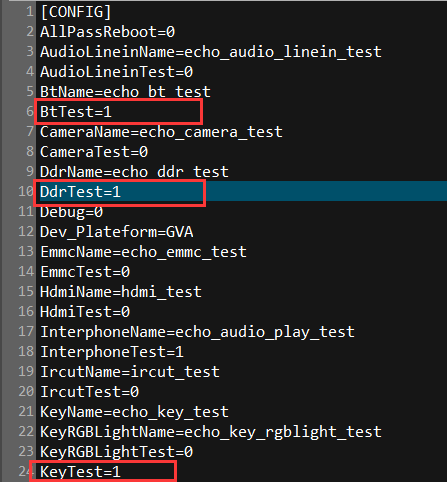 1 [CONFIG]
2 AllPassReboot=0
3 AudioLineinName=echo_audio_linein_test
4 AudioLineinTest=0
5 BtName=echo_bt_test
6 BtTest=1
7 CameraName=echo_camera_test
8 CameraTest=0
9 DdrName=echo_ddr_test
10 DdrTest=1
11 Debug=0
12 Dev_Plateform=GVA
13 EmmcName=echo_emmc_test
14 EmmcTest=0
15 HdmiName=hdmi_test
16 HdmiTest=0
17 InterphoneName=echo_audio_play_test
18 InterphoneTest=1
19 IrcutName=ircut_test
20 IrcutTest=0
21 KeyName=echo_key_test
22 KeyRGBLightName=echo_key_rgblight_test
23 KeyRGBLightTest=0
24 KeyTest=1